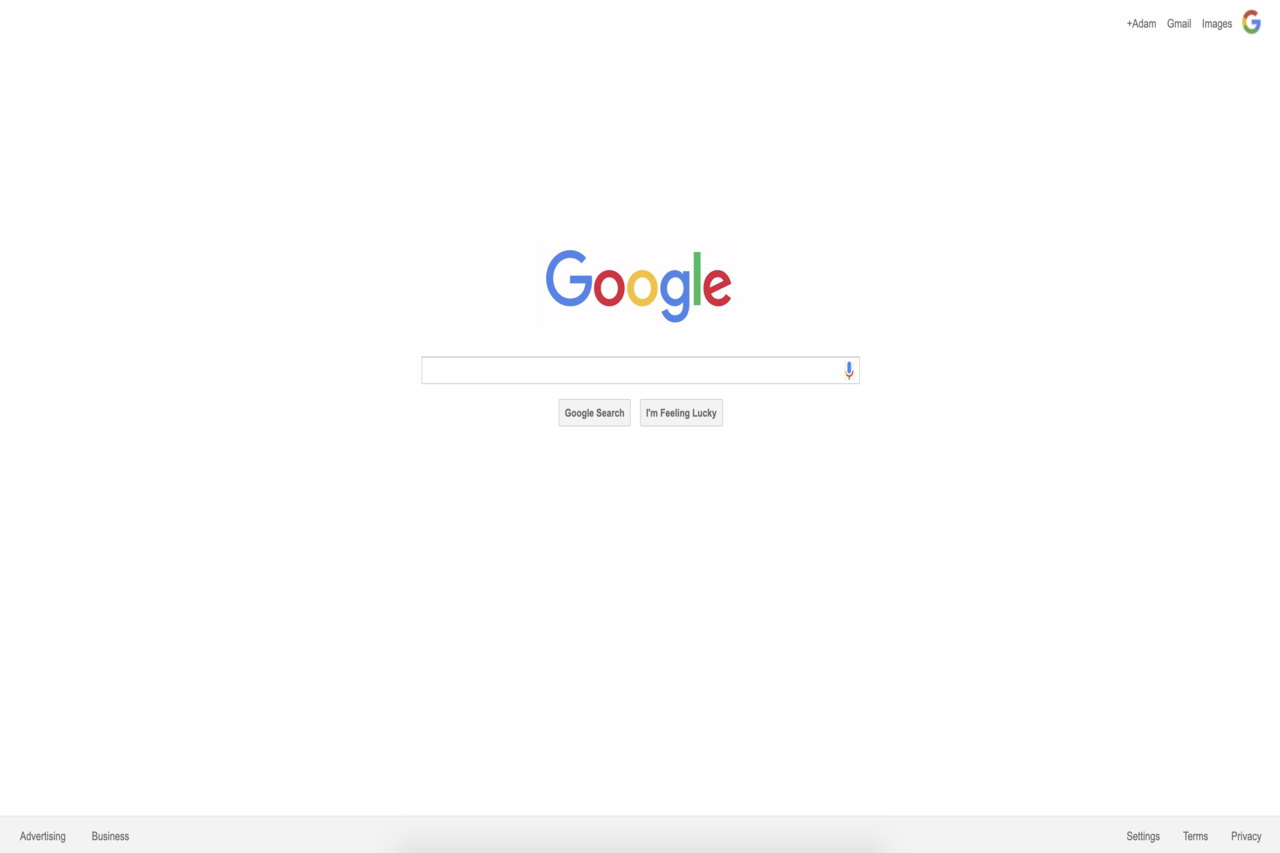 +Adam Gmail Images
Google
Google Search I'm Feeling Lucky
Advertising Business Settings Terms Privacy